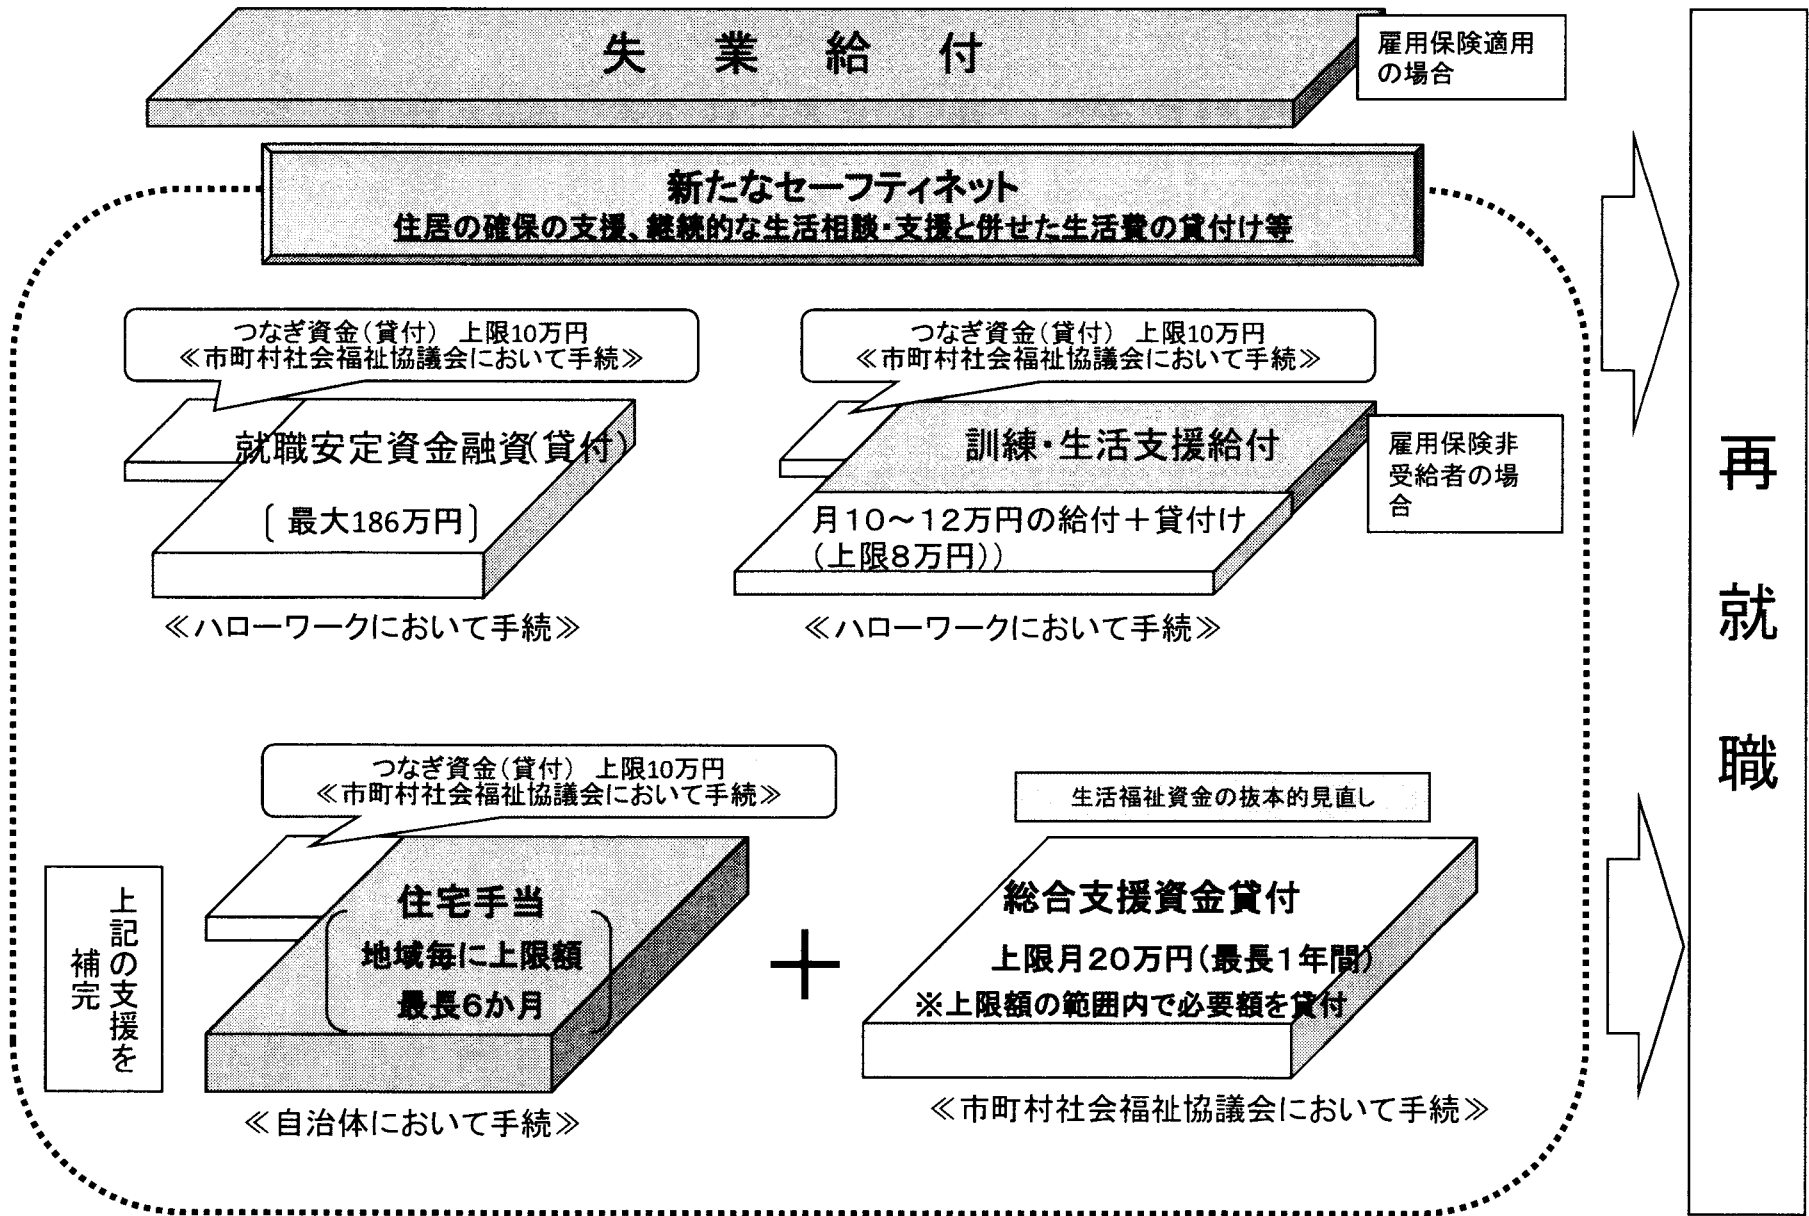 失業給付
雇用保険適用
の場合
新たなセーフティネット
住居の確保の支援、継続的な生活相談・支援と併せた生活費の貸付け等
つなぎ資金(貸付) 上限10万円
≪市町村社会福祉協議会において手続≫
つなぎ資金(貸付) 上限10万円
≪市町村社会福祉協議会において手続≫
就職安定資金融資(貸付)
〔最大186万円〕
≪ハローワークにおいて手続≫
訓練・生活支援給付
月10～12万円の給付＋貸付け
(上限8万円))
≪ハローワークにおいて手続≫
雇用保険非
受給者の場
合
つなぎ資金(貸付) 上限10万円
≪市町村社会福祉協議会において手続≫
生活福祉資金の抜本的見直し
上記の支援を
補完
住宅手当
地域毎に上限額
最長6か月
≪自治体において手続≫
＋
総合支援資金貸付
上限月20万円(最長1年間)
※上限額の範囲内で必要額を貸付
≪市町村社会福祉協議会において手続≫
再就職